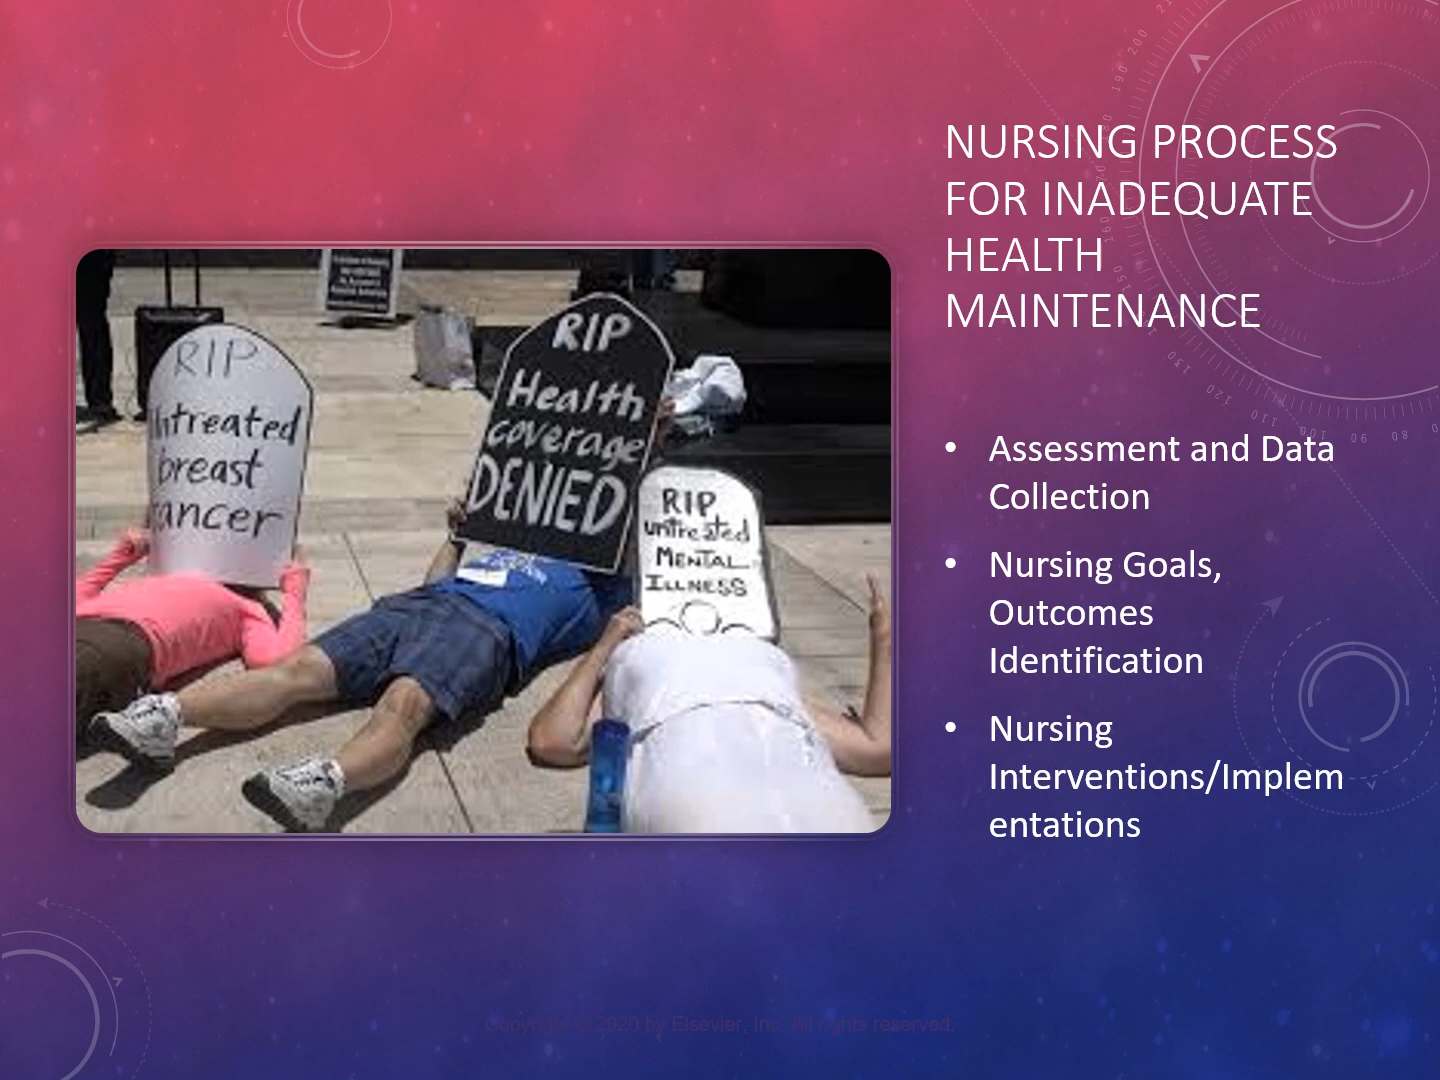 NURSING PROCESS
FOR INADEQUATE
HEALTH
MAINTENANCE
RIP
ntreated
breast
ancer
RIP
Health
coverage
DENIED
RIP
untreated
MENTAL
ILLNESS
• Assessment and Data
Collection
• Nursing Goals,
Outcomes
Identification
• Nursing
Interventions/Implem
entations
Copyright © 2020 by Elsevier, Inc. All rights reserved.